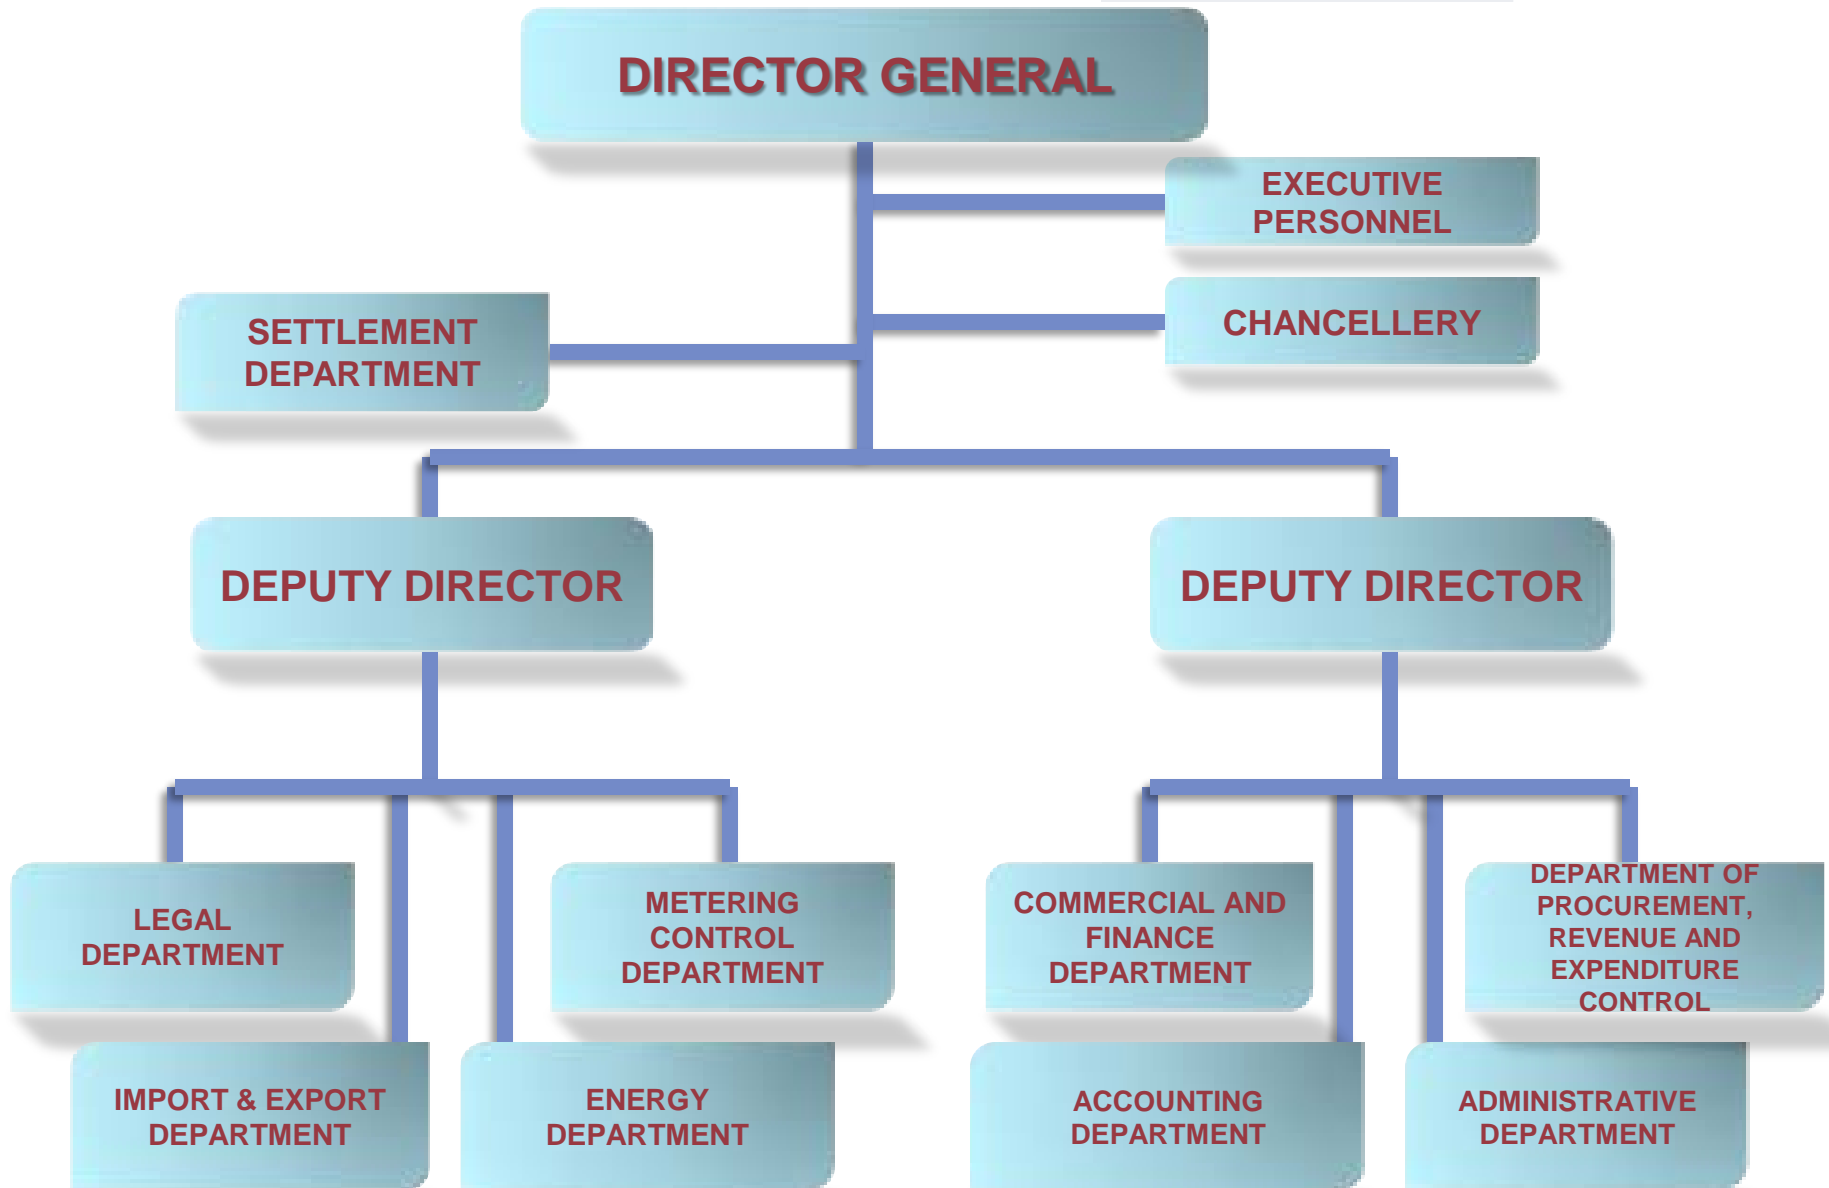 DIRECTOR GENERAL
EXECUTIVE
PERSONNEL
CHANCELLERY
SETTLEMENT
DEPARTMENT
DEPUTY DIRECTOR
DEPUTY DIRECTOR
LEGAL
DEPARTMENT
METERING
CONTROL
DEPARTMENT
COMMERCIAL AND
FINANCE
DEPARTMENT
DEPARTMENT OF
PROCUREMENT,
REVENUE AND
EXPENDITURE
CONTROL
IMPORT & EXPORT
DEPARTMENT
ENERGY
DEPARTMENT
ACCOUNTING
DEPARTMENT
ADMINISTRATIVE
DEPARTMENT